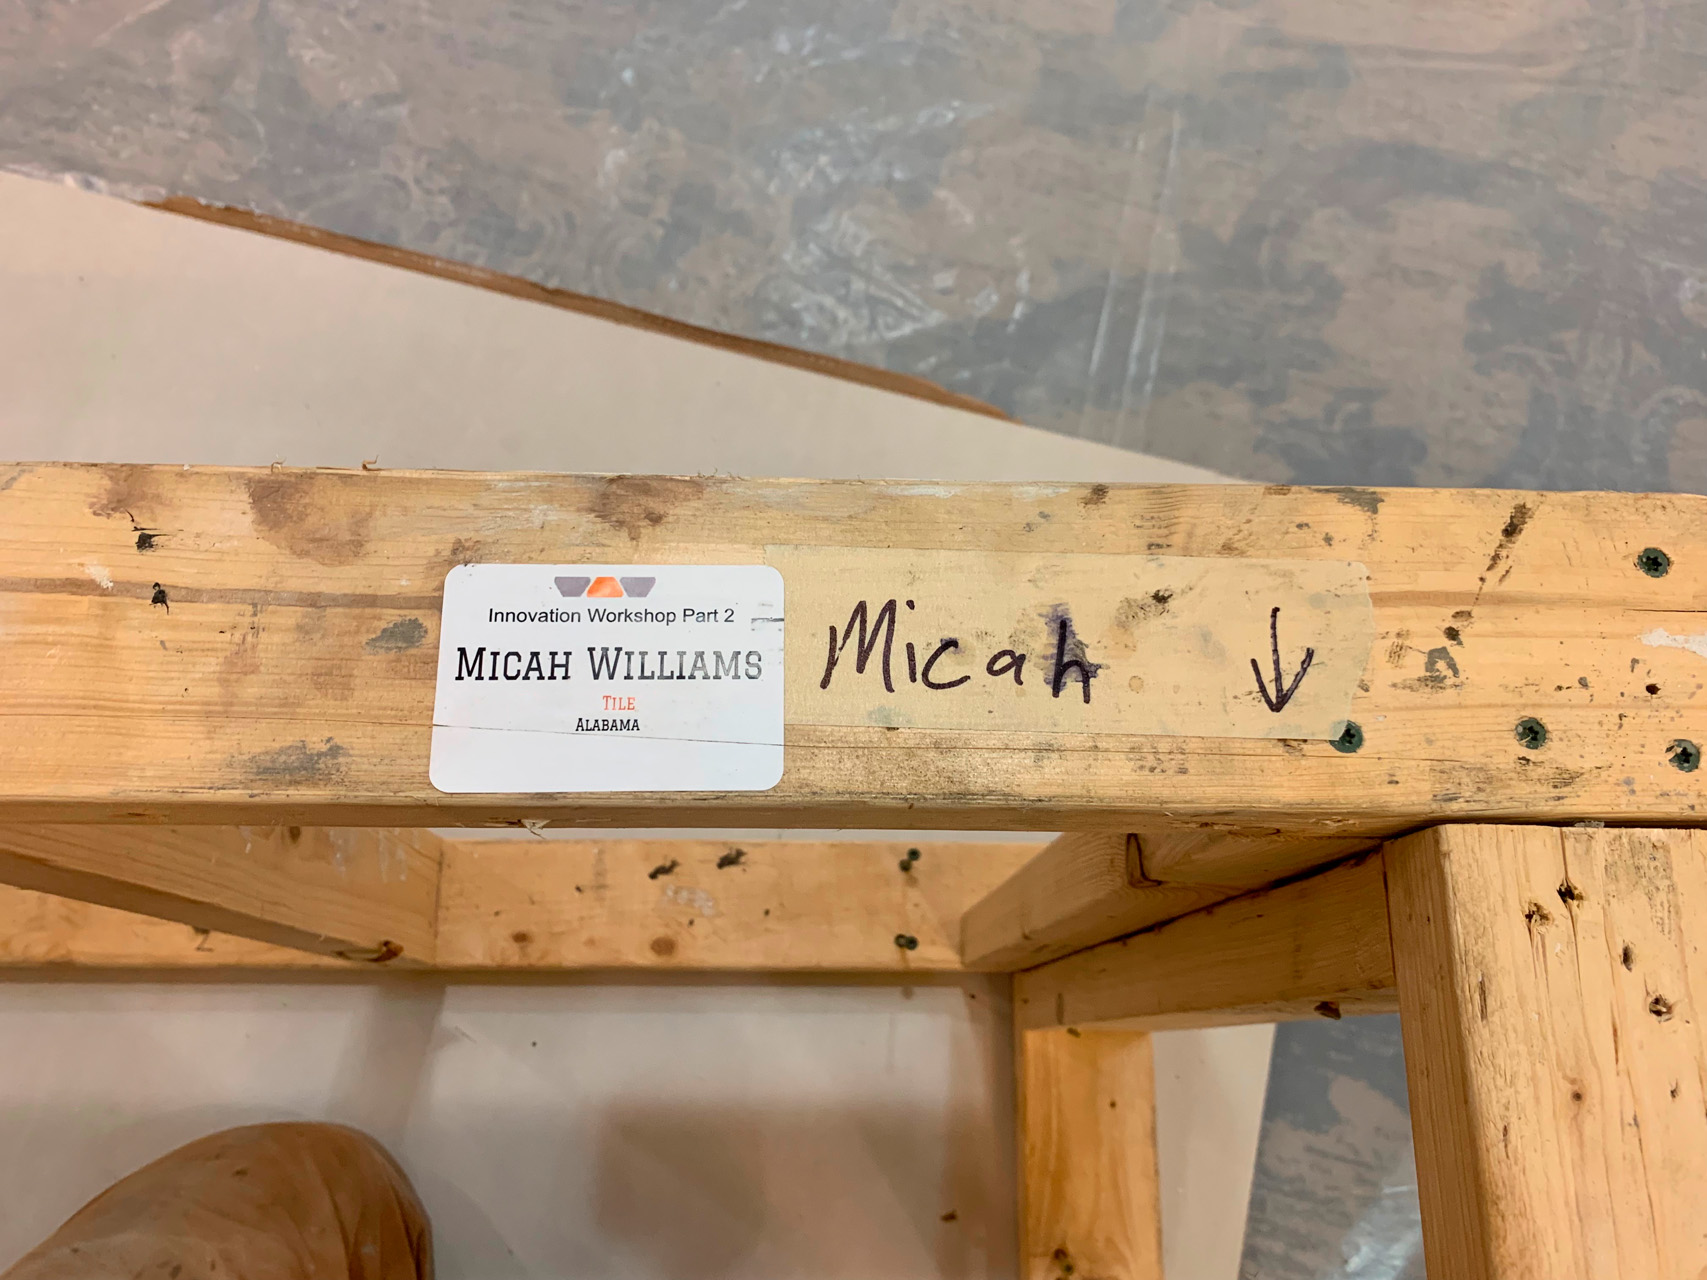 Innovation Workshop Part 2
MICAH WILLIAMS
TILE
ALABAMA
Micah ↓